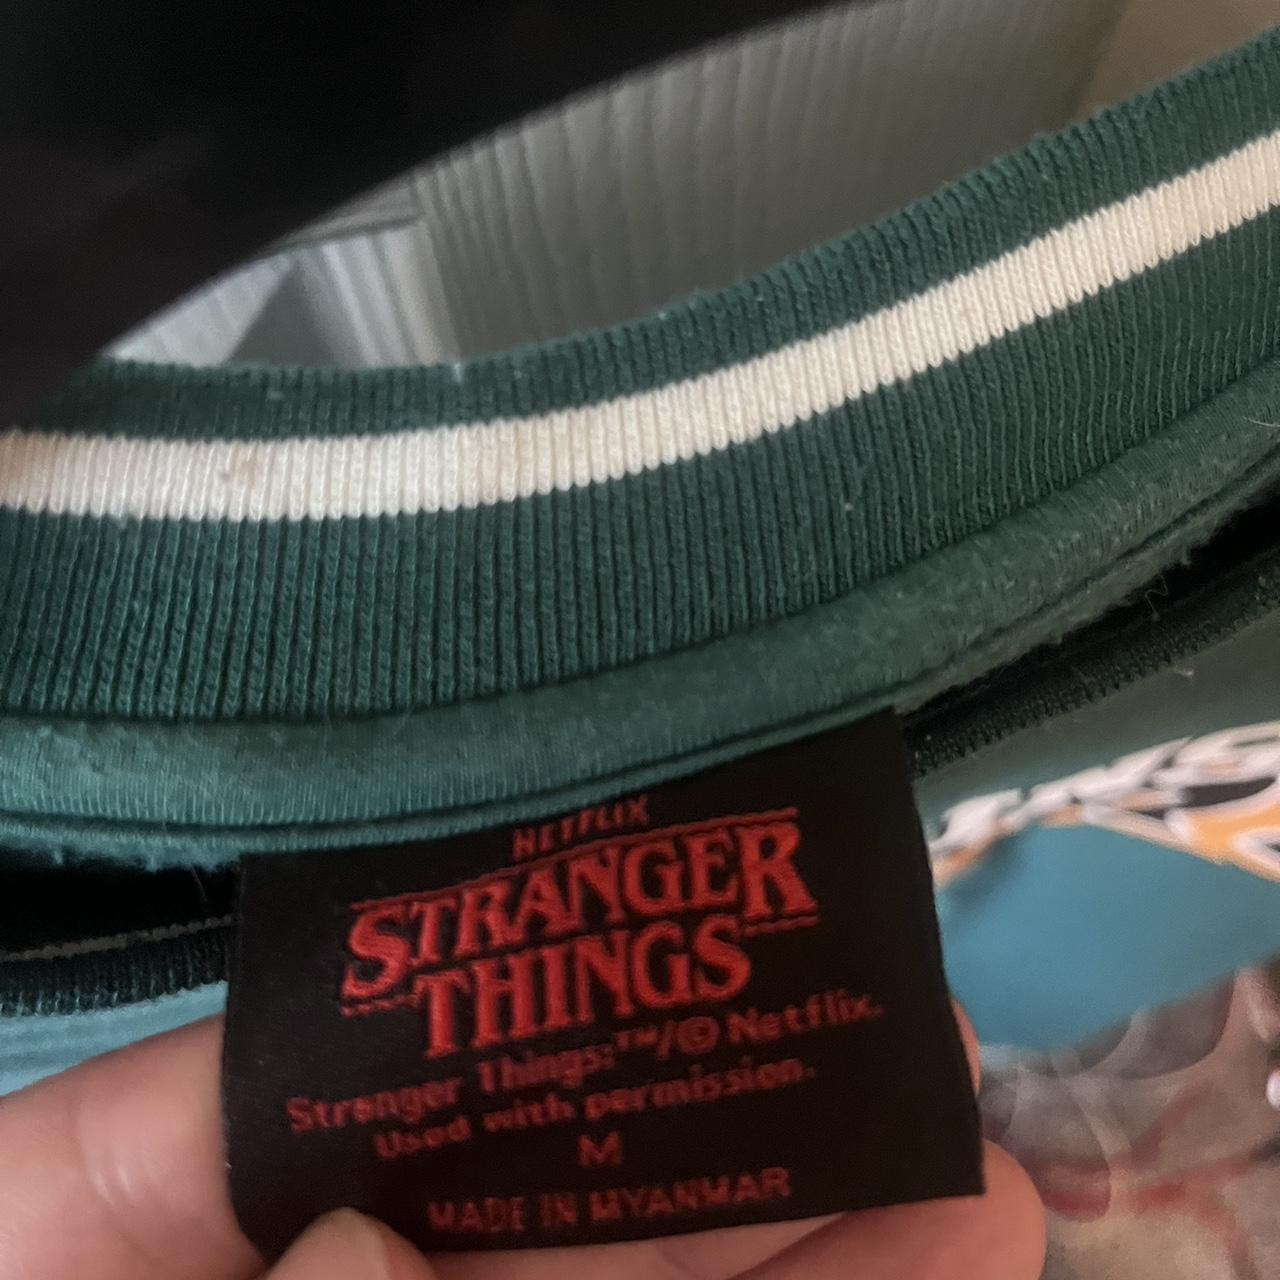 NETFLIX
STRANGER
THINGS
Stranger Things:™/© Netflix.
Used with permission.
M
MADE IN MYANMAR